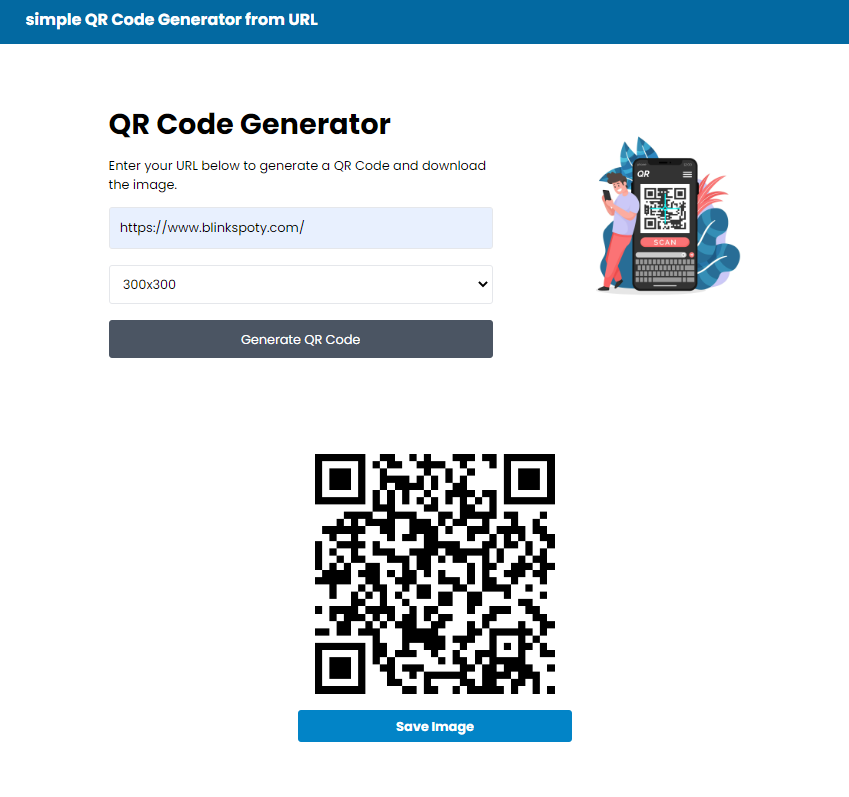 simple QR Code Generator from URL
QR Code Generator
Enter your URL below to generate a QR Code and download
the image.
https://www.blinkspoty.com/
300x300
Generate QR Code
QR
SCAN
Save Image